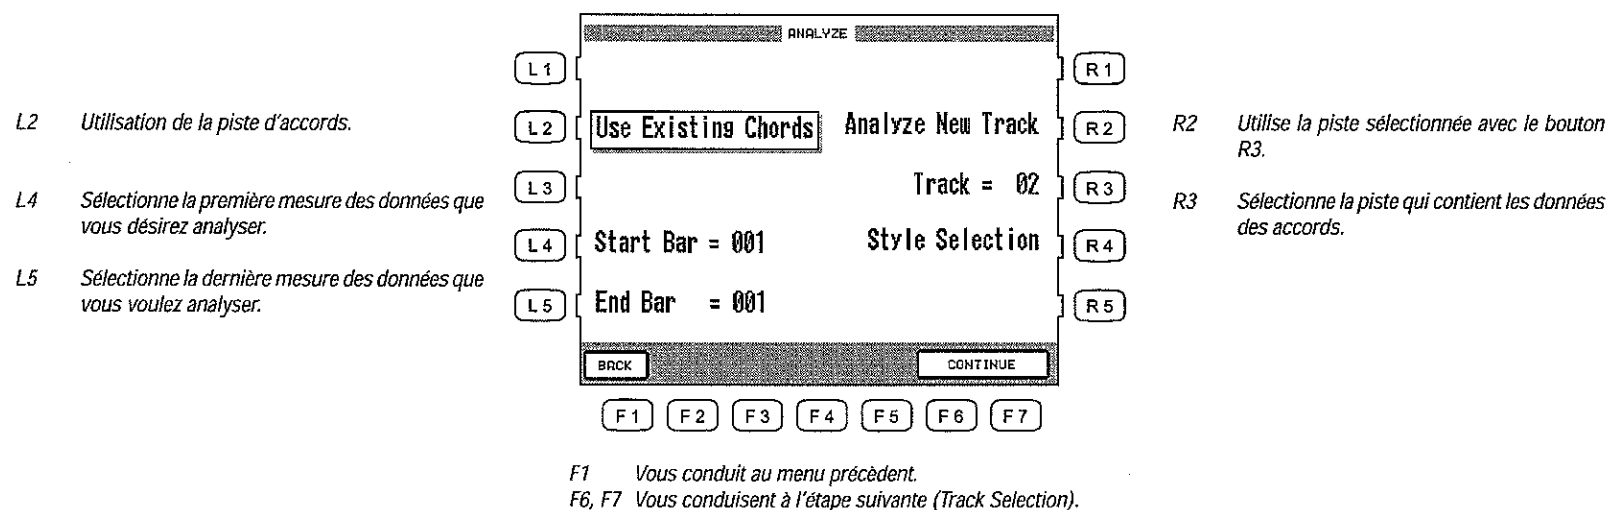 ANALYZE
L1
R1
L2 Utilisation de la piste d'accords.
L2
Use Existing Chords
Analyze New Track
R2
R2 Utilise la piste sélectionnée avec le bouton
R3.
L3
Track = 02
R3
R3 Sélectionne la piste qui contient les données
des accords.
L4 Sélectionne la première mesure des données que
vous désirez analyser.
L4
Start Bar = 001
Style Selection
R4
L5 Sélectionne la dernière mesure des données que
vous voulez analyser.
L5
End Bar = 001
R5
BACK
CONTINUE
F1 F2 F3 F4 F5 F6 F7
F1 Vous conduit au menu précèdent.
F6, F7 Vous conduisent à l'étape suivante (Track Selection).